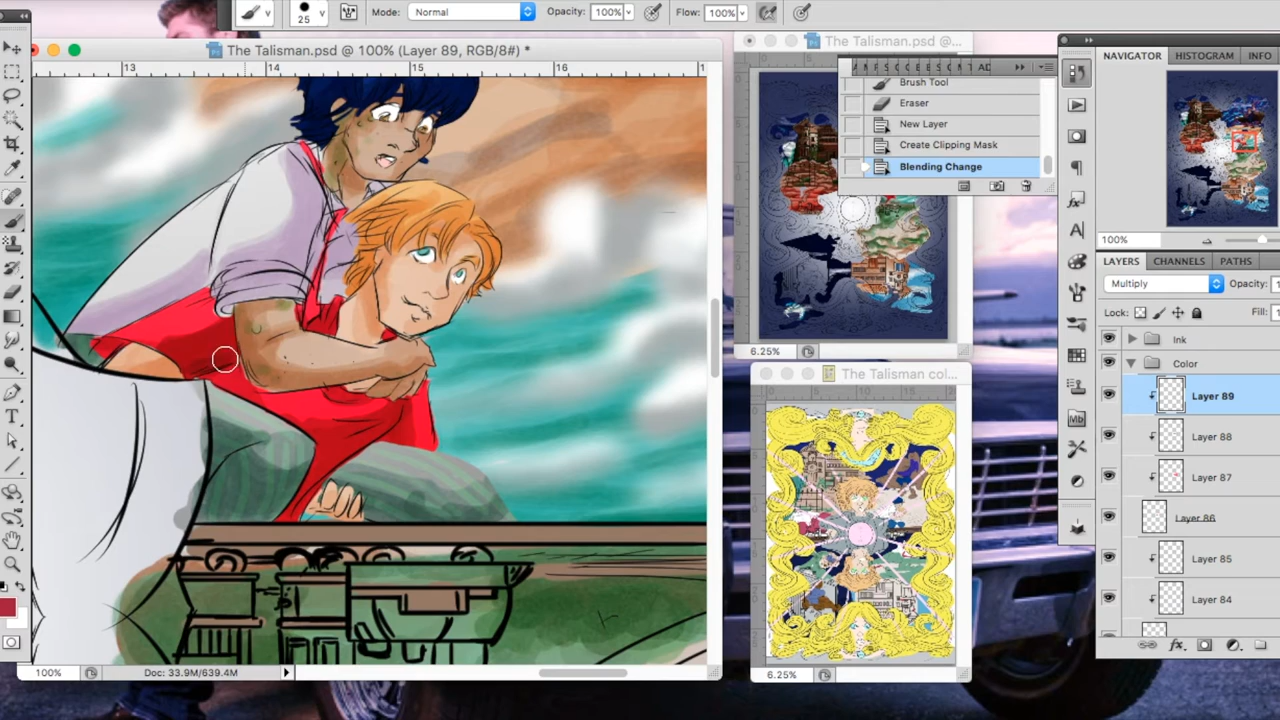 25
Mode: Normal
Opacity: 100%
Flow: 100%
The Talisman.psd @ 100% (Layer 89, RGB/8#) *
13 14 15 16 1
100%
Doc: 33.9M/639.4M
The Talisman.psd @...
6.25%
Brush Tool
Eraser
New Layer
Create Clipping Mask
Blending Change
The Talisman col...
6.25%
NAVIGATOR HISTOGRAM INFO
100%
LAYERS CHANNELS PATHS
Multiply
Opacity: 1
Lock:
Fill: 1
Ink
Color
Layer 89
Layer 88
Layer 87
Layer 86
Layer 85
Layer 84